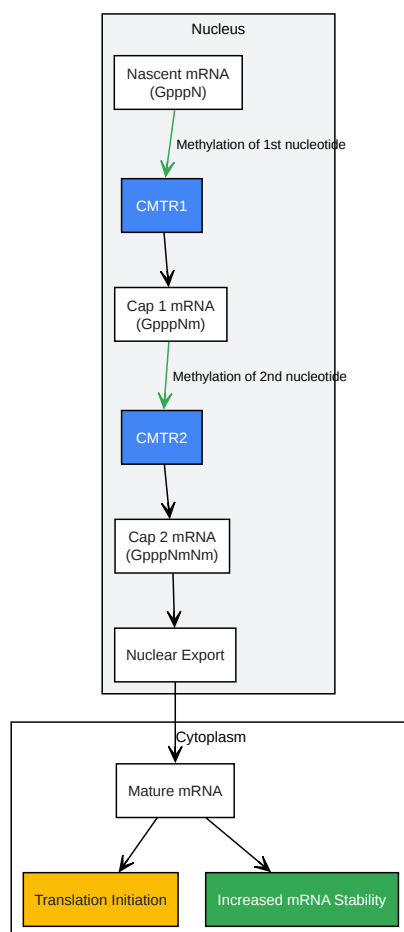 Nucleus
Nascent mRNA
(GpppN)
Methylation of 1st nucleotide
CMTR1
Cap 1 mRNA
(GpppNm)
Methylation of 2nd nucleotide
CMTR2
Cap 2 mRNA
(GpppNmNm)
Nuclear Export
Cytoplasm
Mature mRNA
Translation Initiation
Increased mRNA Stability